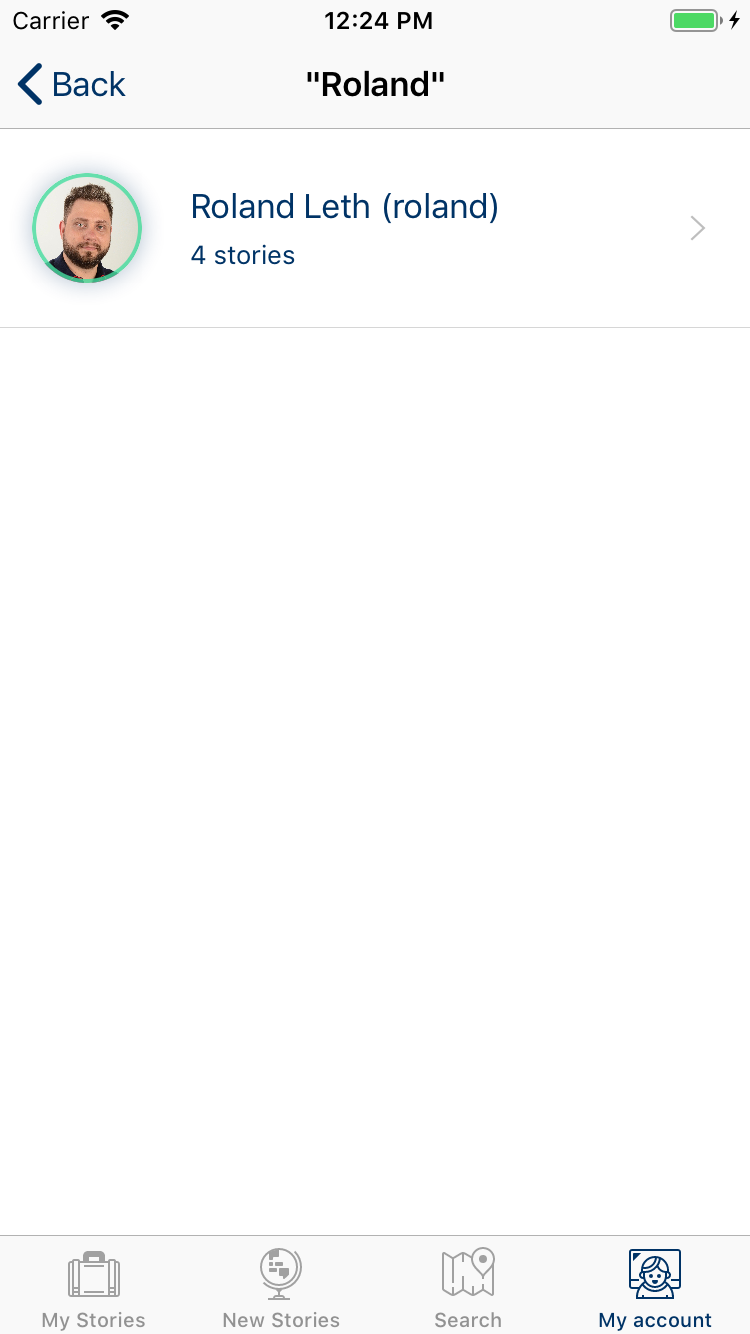 Carrier 12:24 PM
Back "Roland"
Roland Leth (roland)
4 stories
My Stories New Stories Search My account